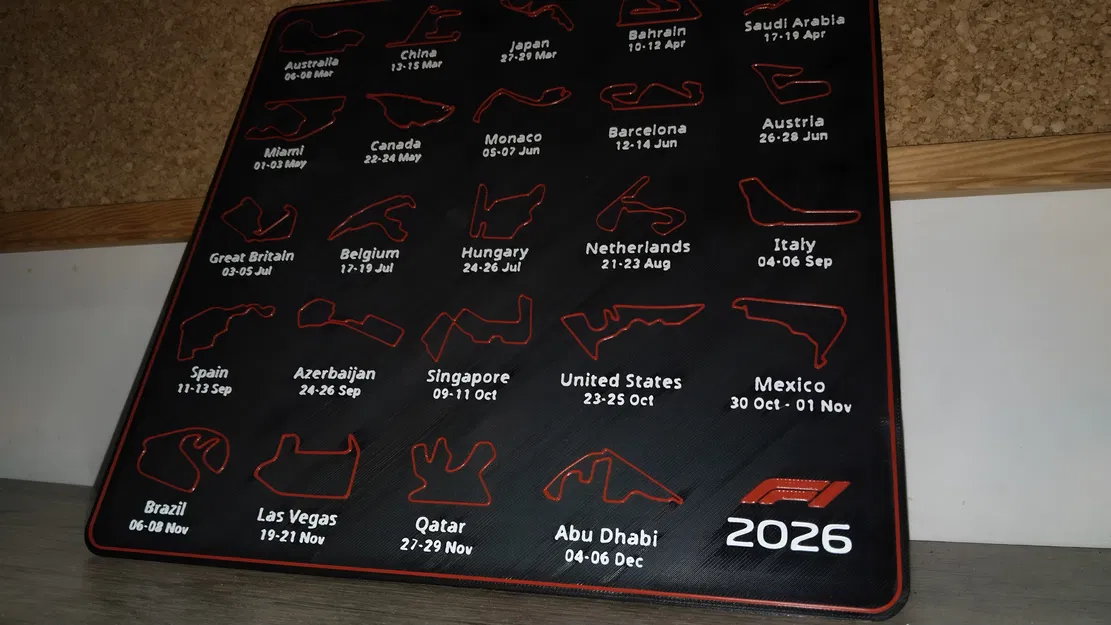 Australia
06-08 Mar
China
13-15 Mar
Japan
27-29 Mar
Bahrain
10-12 Apr
Saudi Arabia
17-19 Apr
Miami
01-03 May
Canada
22-24 May
Monaco
05-07 Jun
Barcelona
12-14 Jun
Austria
26-28 Jun
Great Britain
03-05 Jul
Belgium
17-19 Jul
Hungary
24-26 Jul
Netherlands
21-23 Aug
Italy
04-06 Sep
Spain
11-13 Sep
Azerbaijan
24-26 Sep
Singapore
09-11 Oct
United States
23-25 Oct
Mexico
30 Oct - 01 Nov
Brazil
06-08 Nov
Las Vegas
19-21 Nov
Qatar
27-29 Nov
Abu Dhabi
04-06 Dec
F1
2026